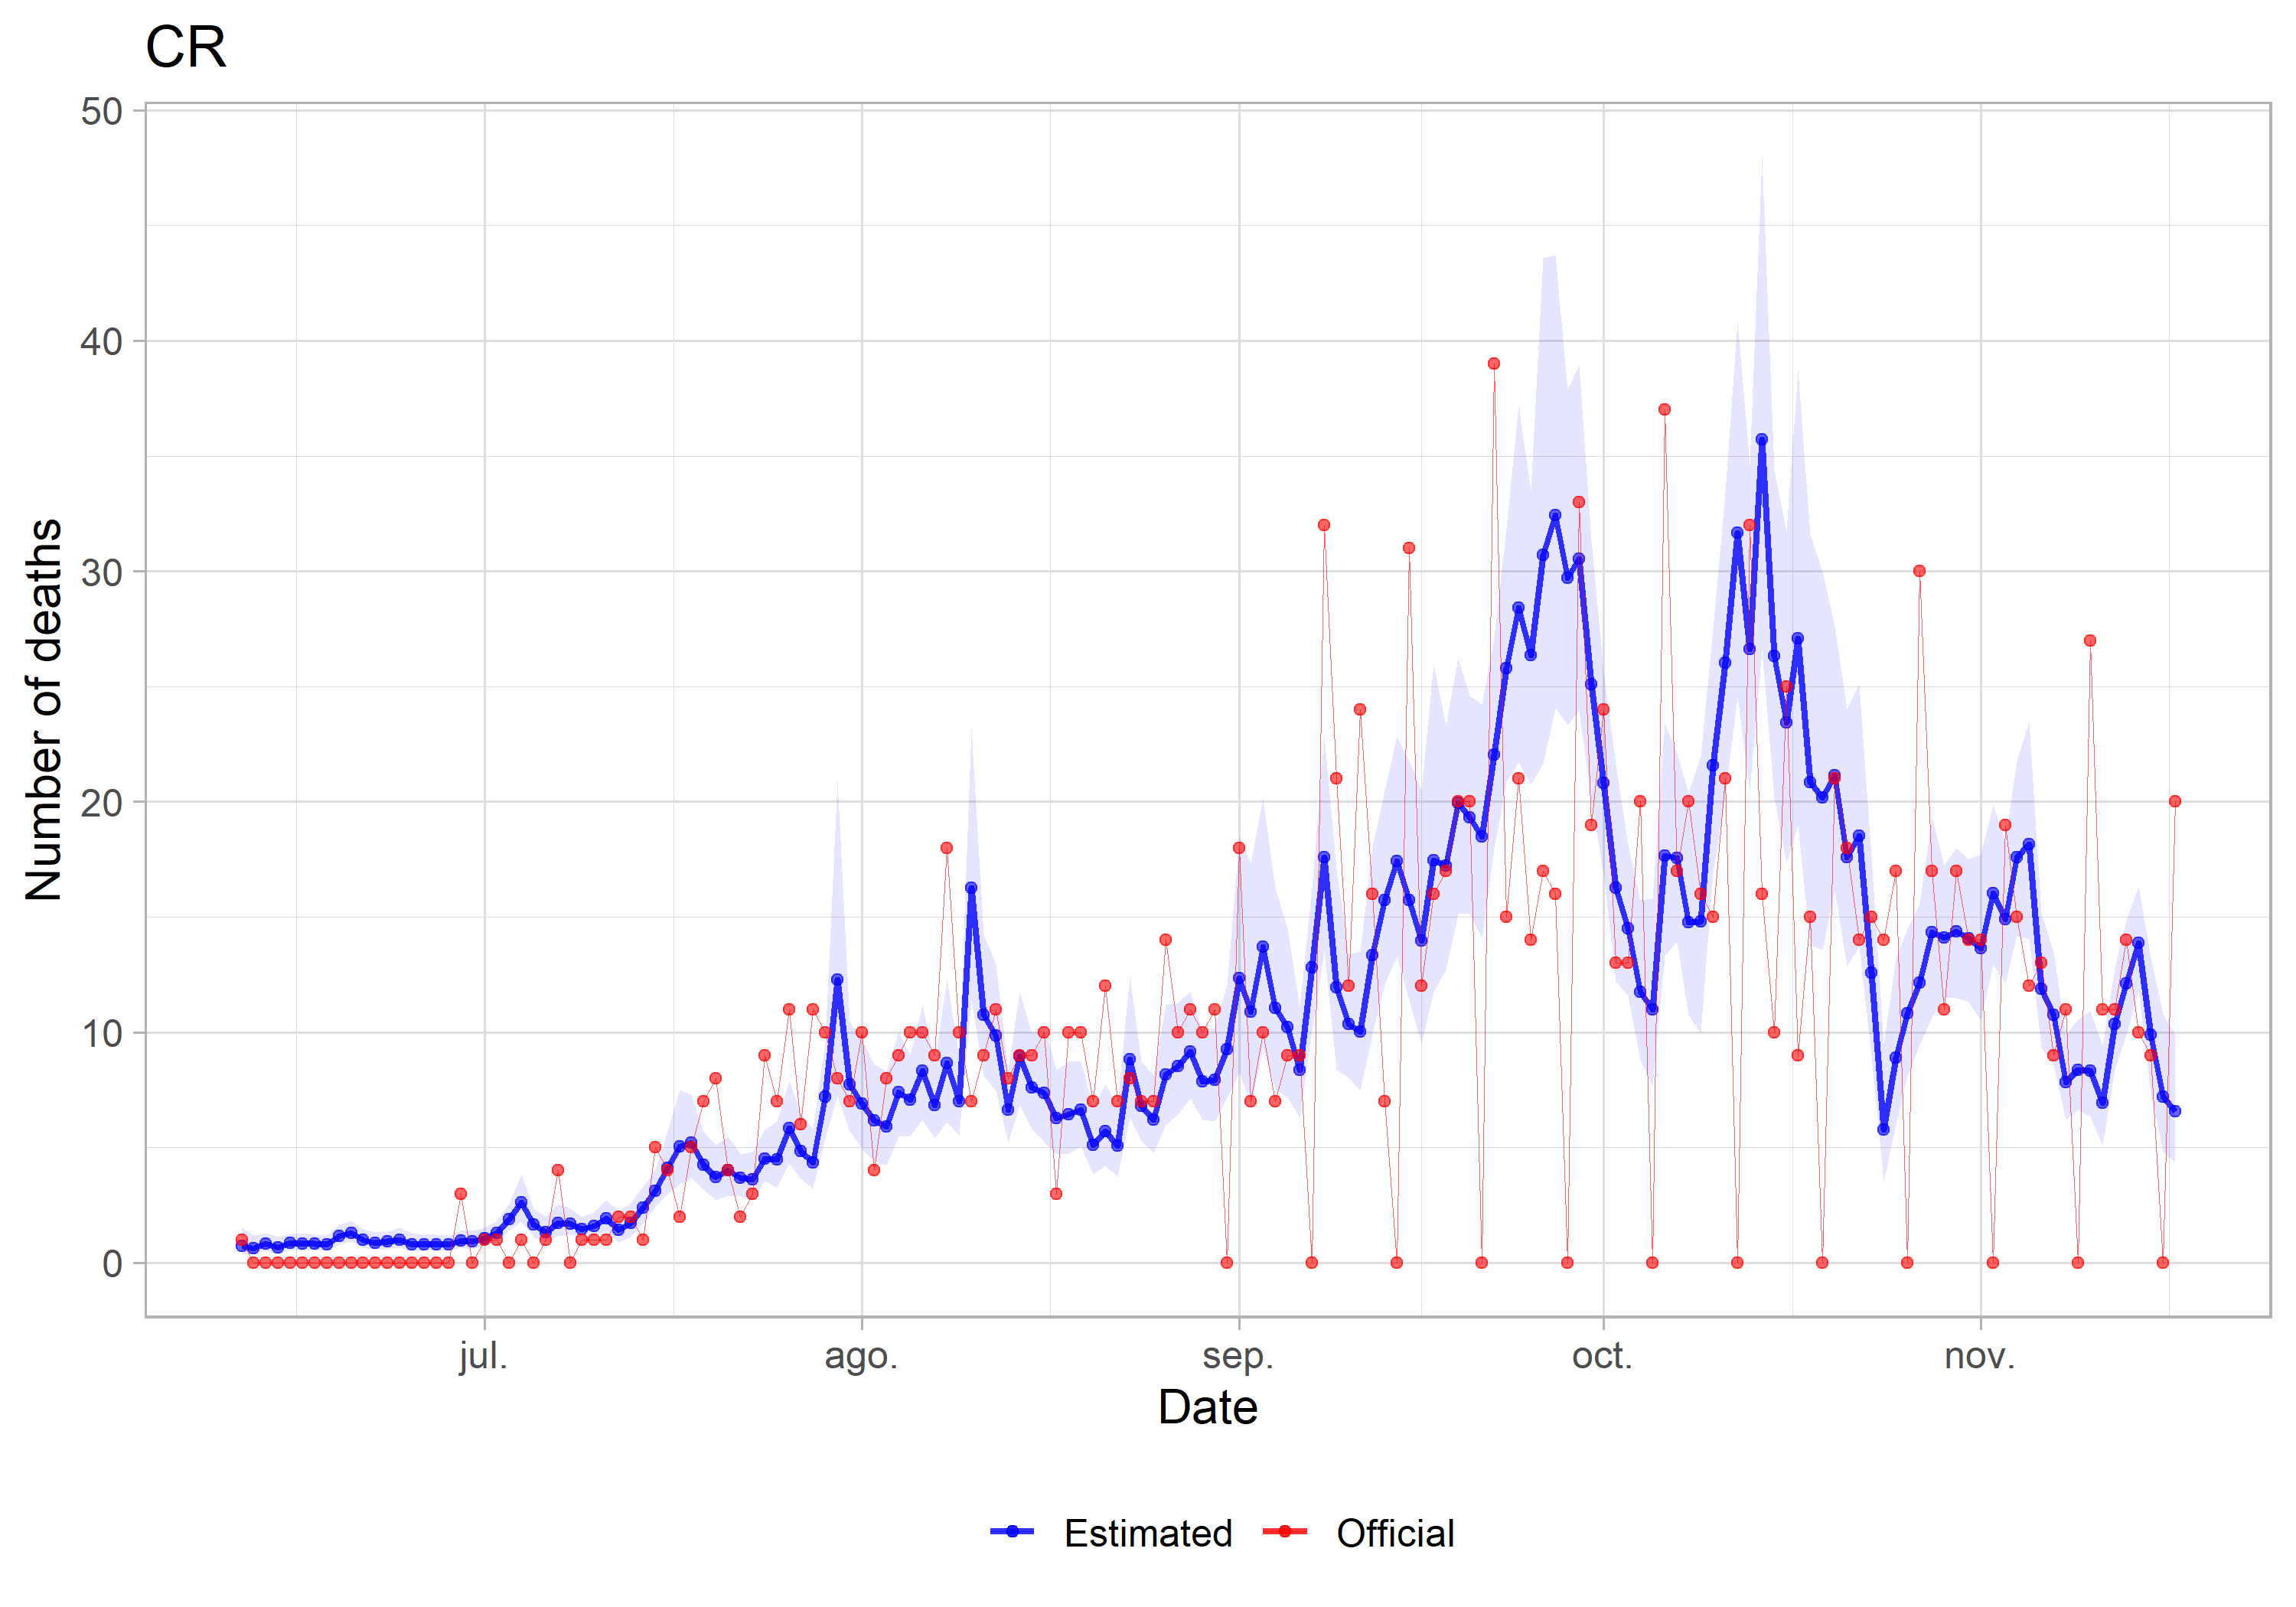 CR
50
40
30
20
10
0
Number of deaths
jul.
ago.
sep.
oct.
nov.
Date
Estimated
Official